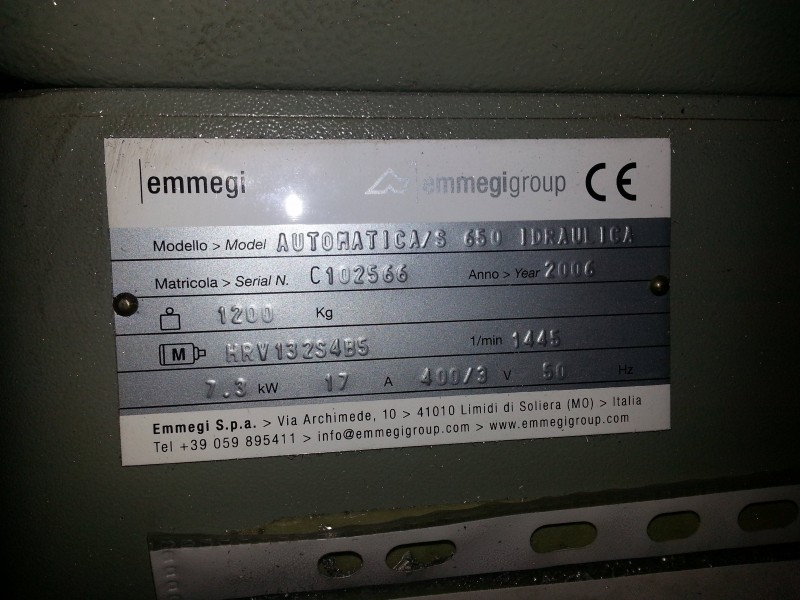 emmegi emmegigroup CE
Modello > Model AUTOMATICA/S 650 IDRAULICA
Matricola > Serial N. C102566 Anno > Year 2006
1200 Kg
M HRV132S4B5 1/min 1445
7.3 kW 17 A 400/3 V 50 Hz
Emmegi S.p.a. > Via Archimede, 10 > 41010 Limidi di Soliera (MO) > Italia
Tel +39 059 895411 > info@emmegigroup.com > www.emmegigroup.com